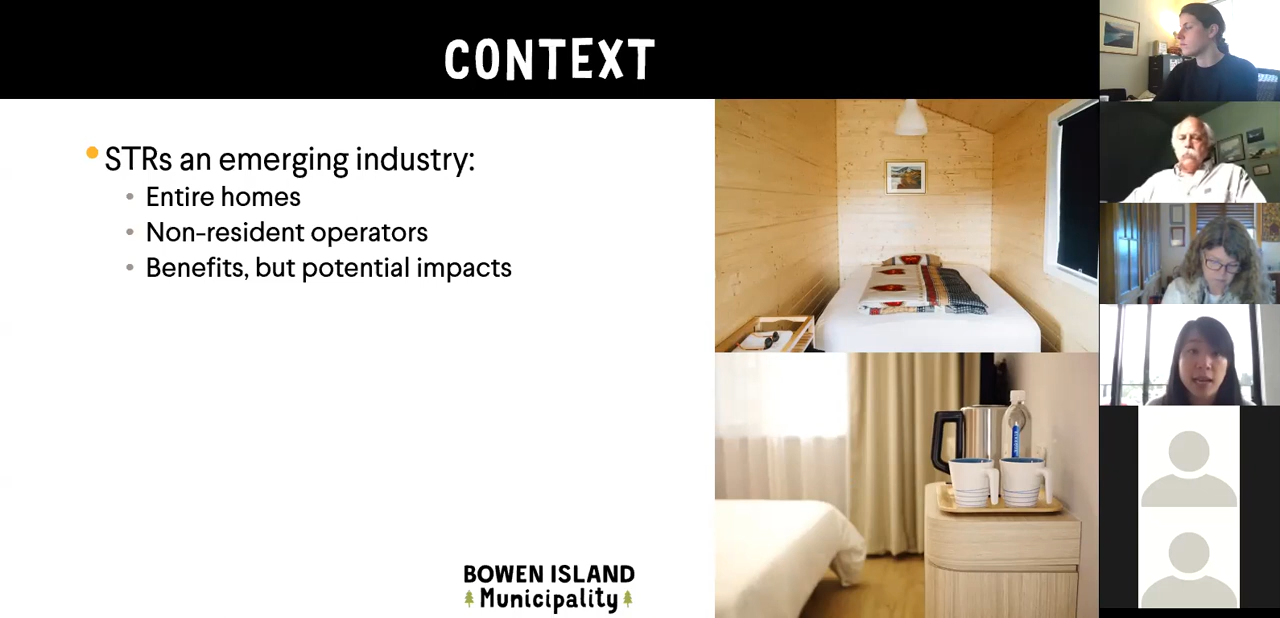 CONTEXT
STRs an emerging industry:
Entire homes
Non-resident operators
Benefits, but potential impacts
BOWEN ISLAND
Municipality